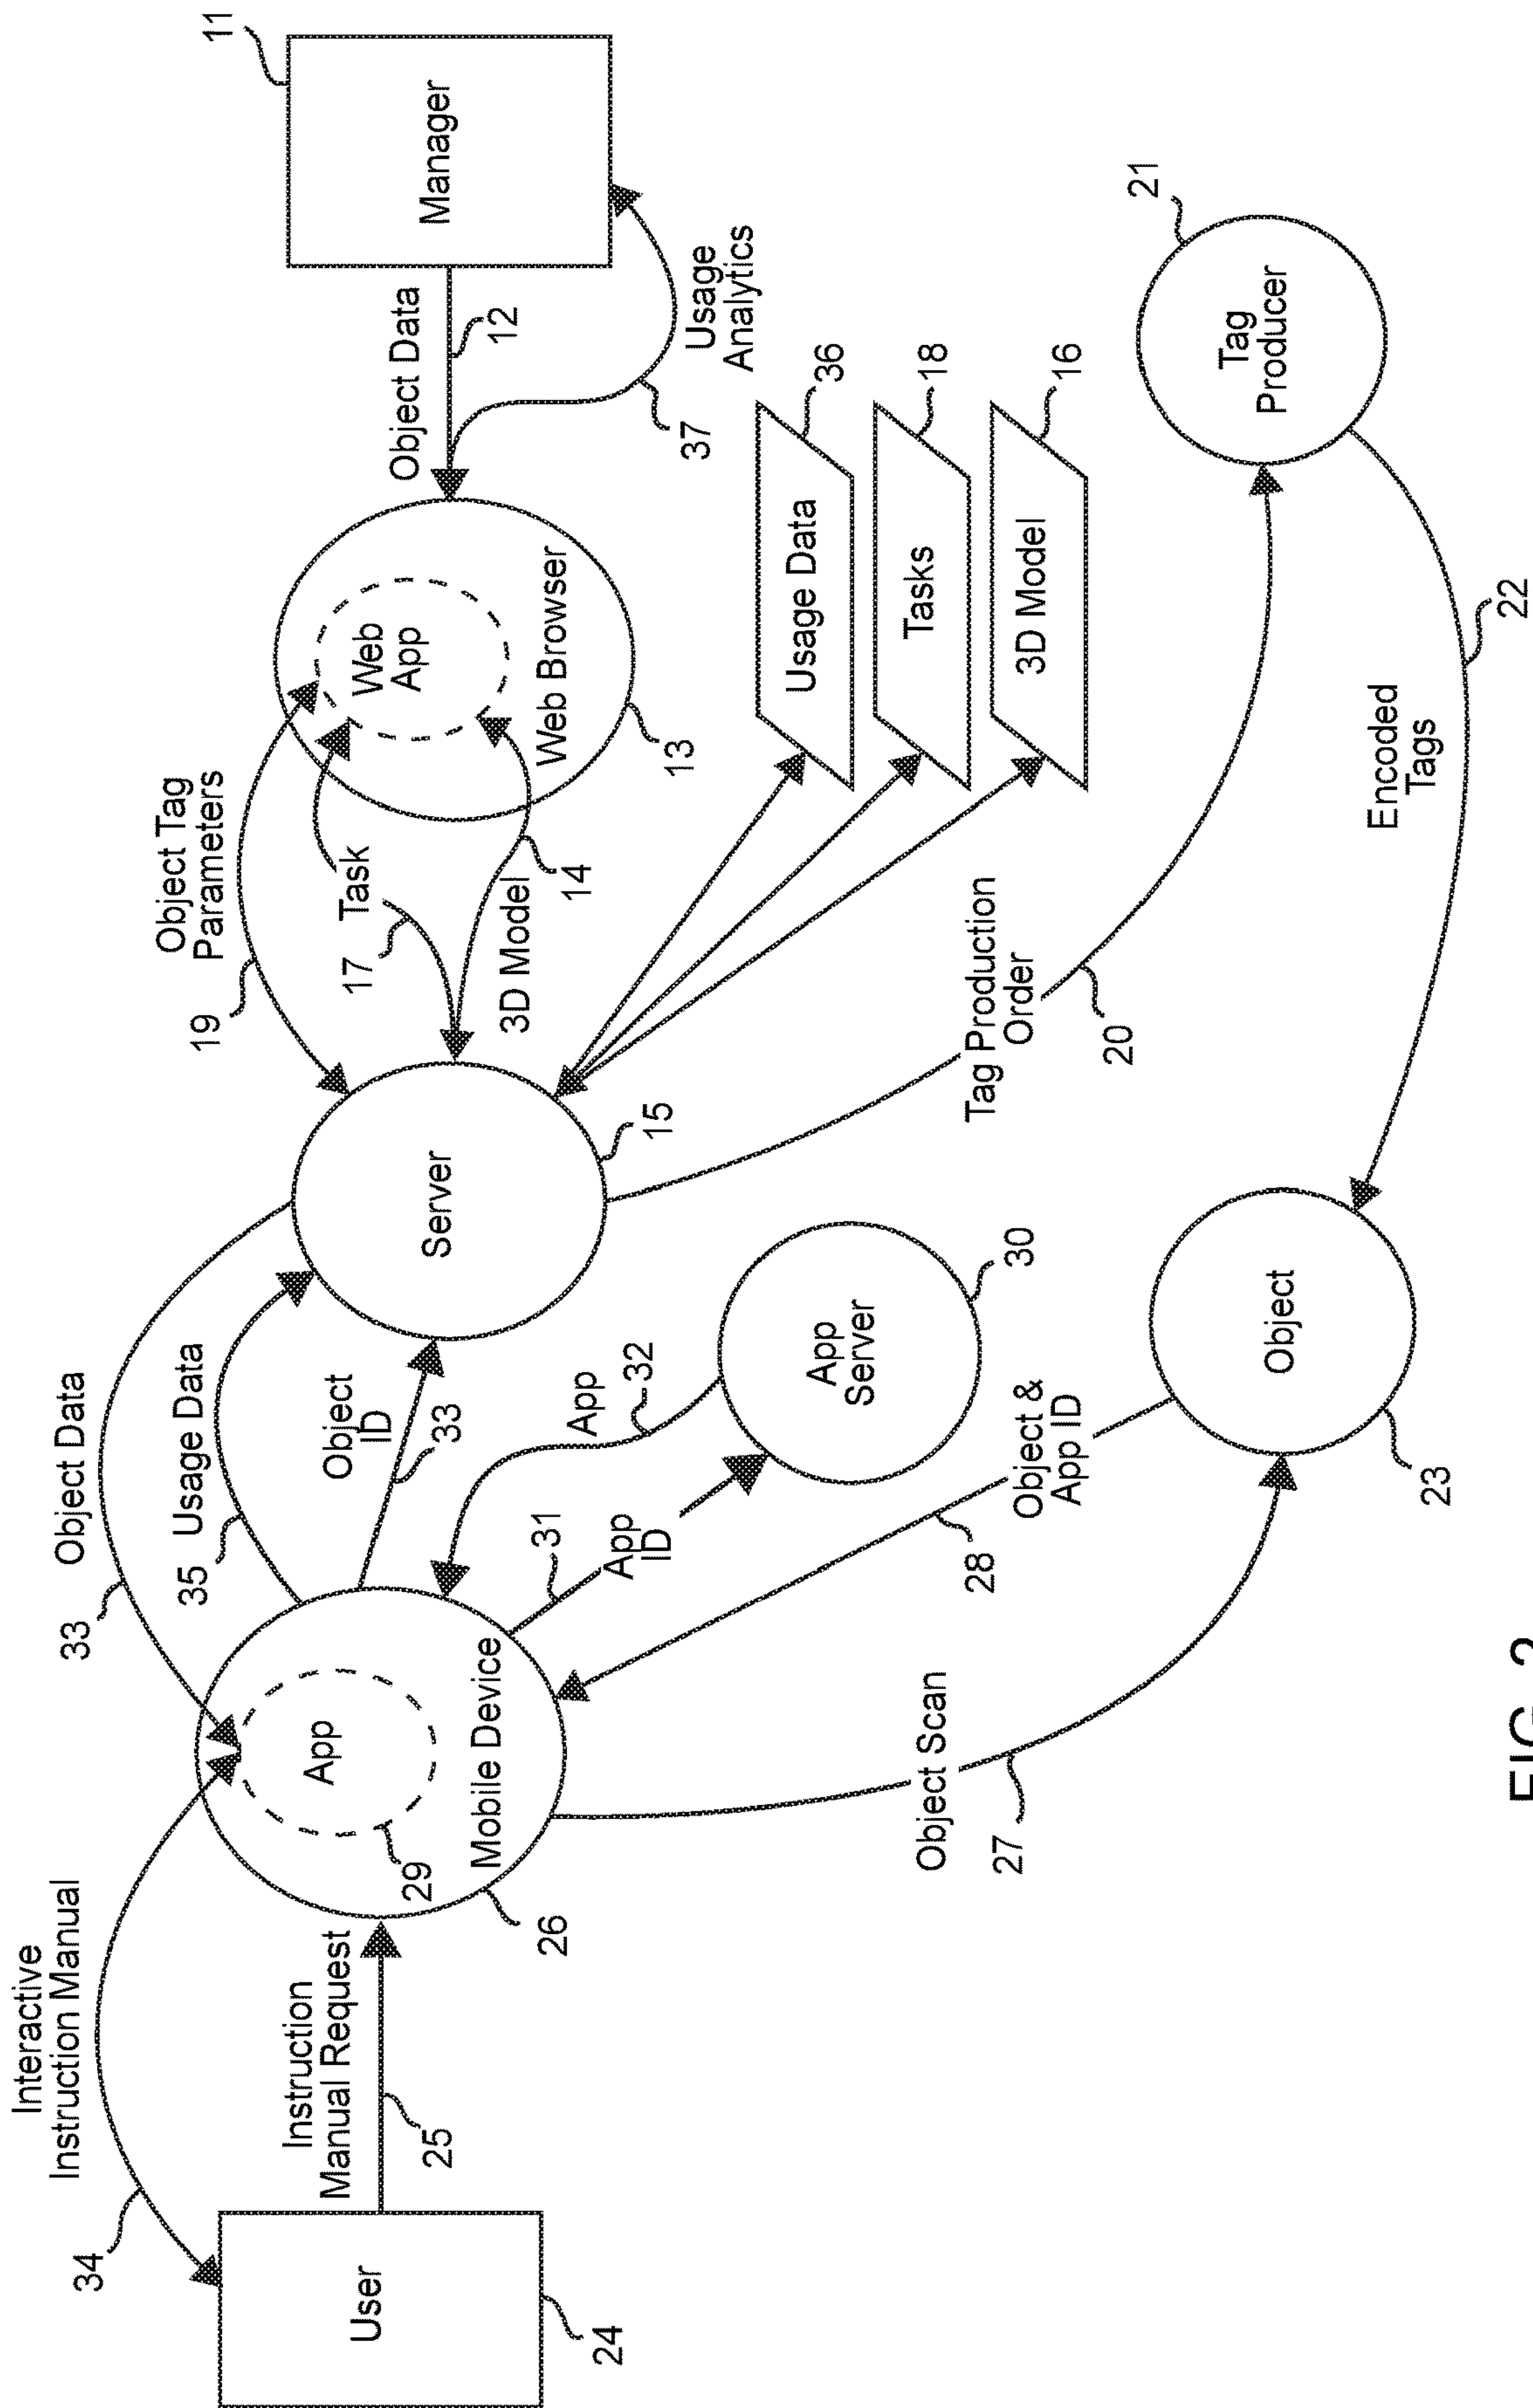 Interactive
Instruction Manual
34
User
24
Instruction
Manual Request
25
App
29
Mobile Device
26
Object Data
33
Usage Data
35
Object
ID
33
App
32
App
ID
31
App
Server
30
Object &
App ID
28
Object Scan
27
Object
23
Server
15
Object Tag
Parameters
19
Task
17
3D Model
14
Web
App
Web Browser
13
Object Data
12
Manager
11
Usage
Analytics
37
Usage Data
36
Tasks
18
3D Model
16
Tag Production
Order
20
Tag
Producer
21
Encoded
Tags
22